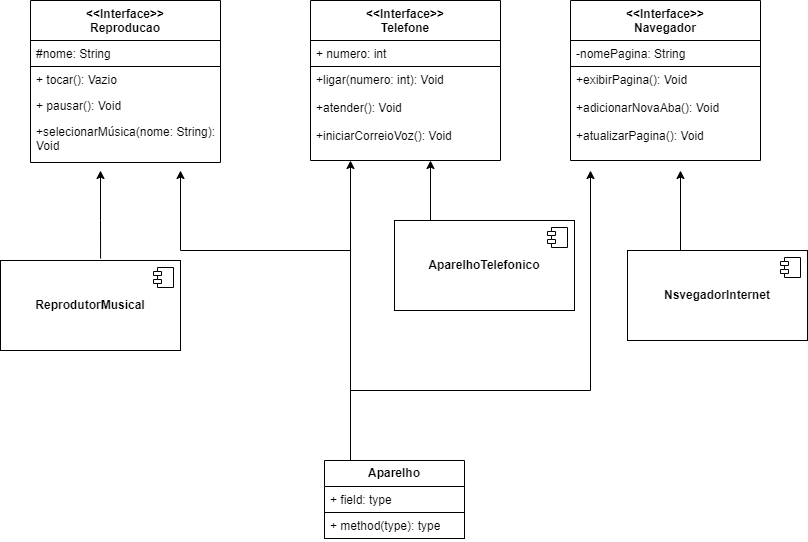 <<Interface>>
Reproducao
#nome: String
+ tocar(): Vazio
+ pausar(): Void
+selecionarMúsica(nome: String):
Void
<<Interface>>
Telefone
+ numero: int
+ligar(numero: int): Void
+atender(): Void
+iniciarCorreioVoz(): Void
<<Interface>>
Navegador
-nomePagina: String
+exibirPagina(): Void
+adicionarNovaAba(): Void
+atualizarPagina(): Void
ReprodutorMusical
AparelhoTelefonico
NsvegadorInternet
Aparelho
+ field: type
+ method(type): type